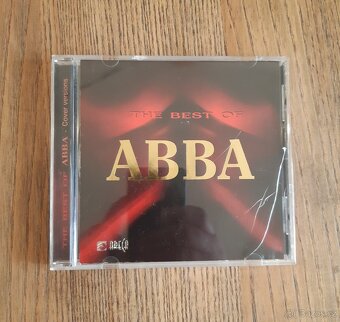 THE BEST OF ABBA - Cover versions
THE BEST OF
ABBA